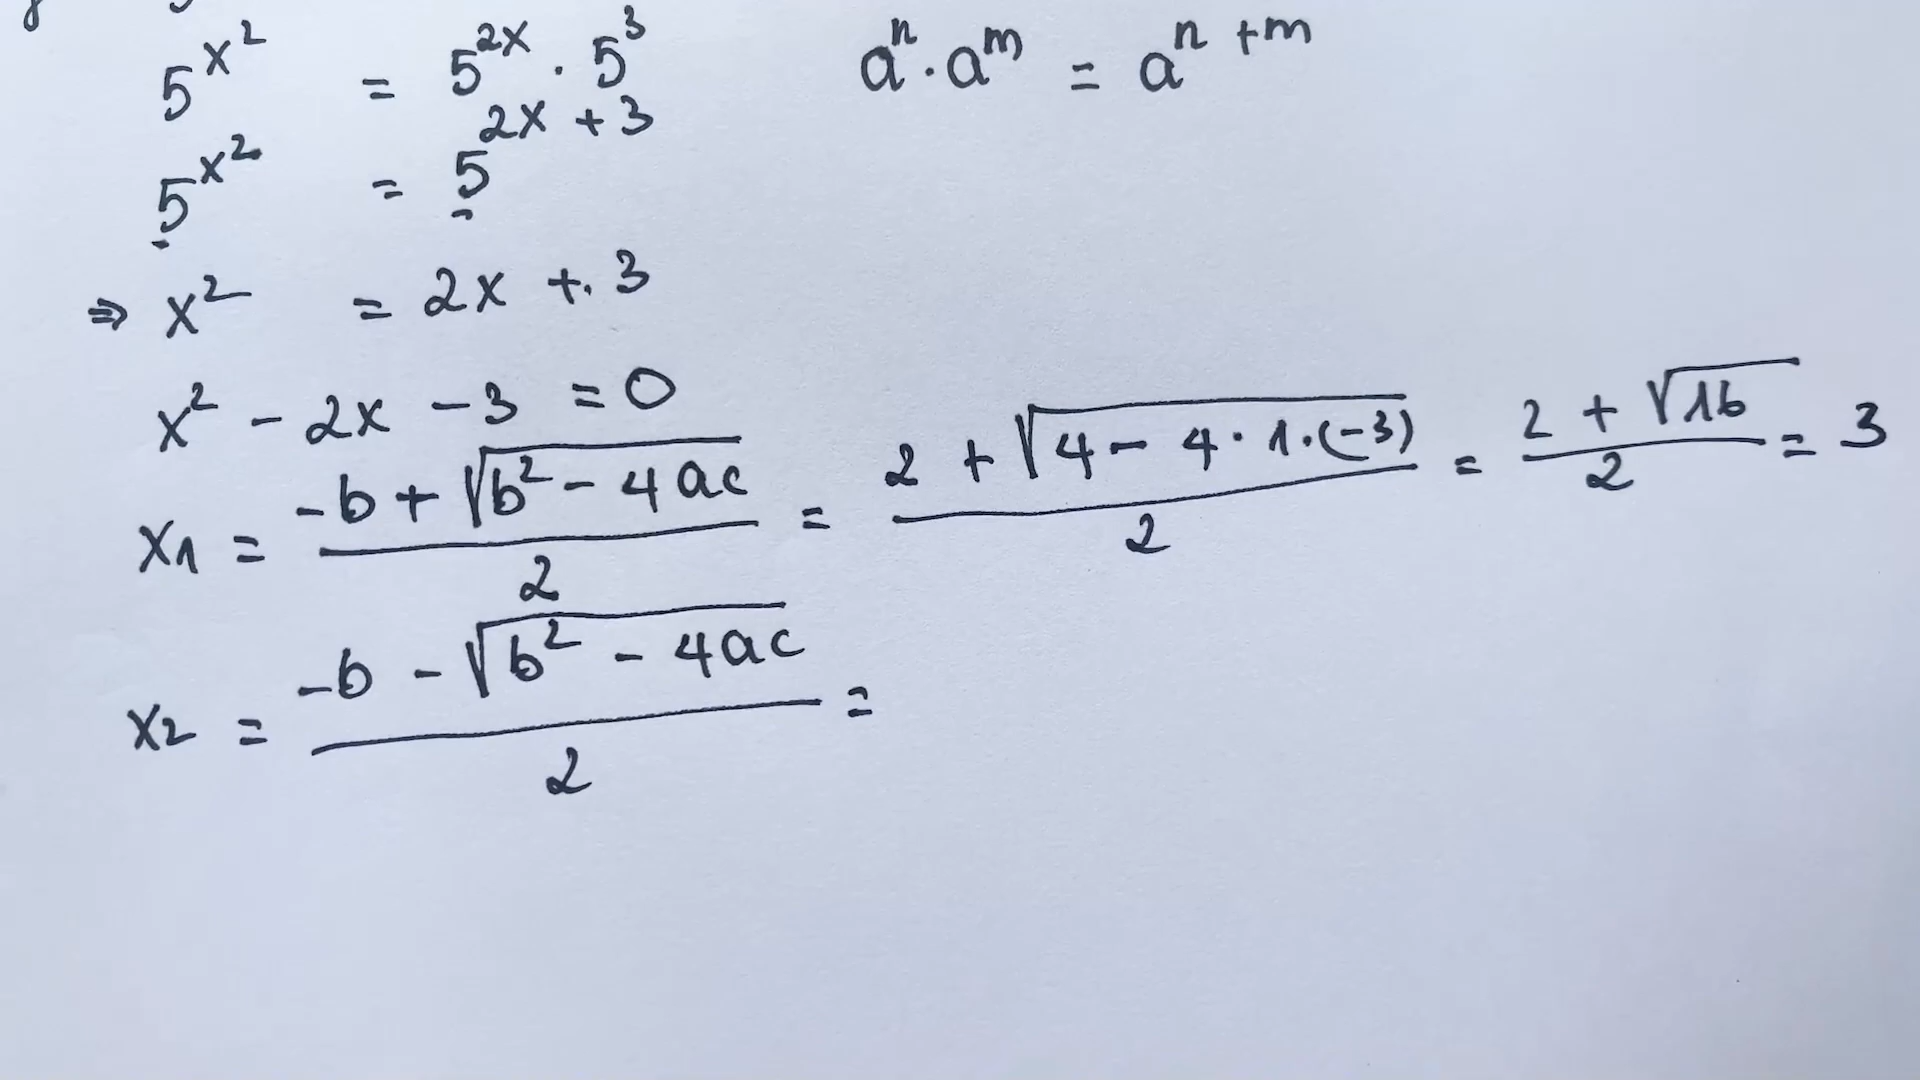 5^{x^2} = 5^{2x} · 5^3    a^n · a^m = a^{n+m}
5^{x^2} = 5^{2x+3}
⇒ x^2 = 2x + 3
x^2 - 2x - 3 = 0
x1 = (-b + √(b^2 - 4ac))/2 = (2 + √(4 - 4·1·(-3)))/2 = (2 + √16)/2 = 3
x2 = (-b - √(b^2 - 4ac))/2 =